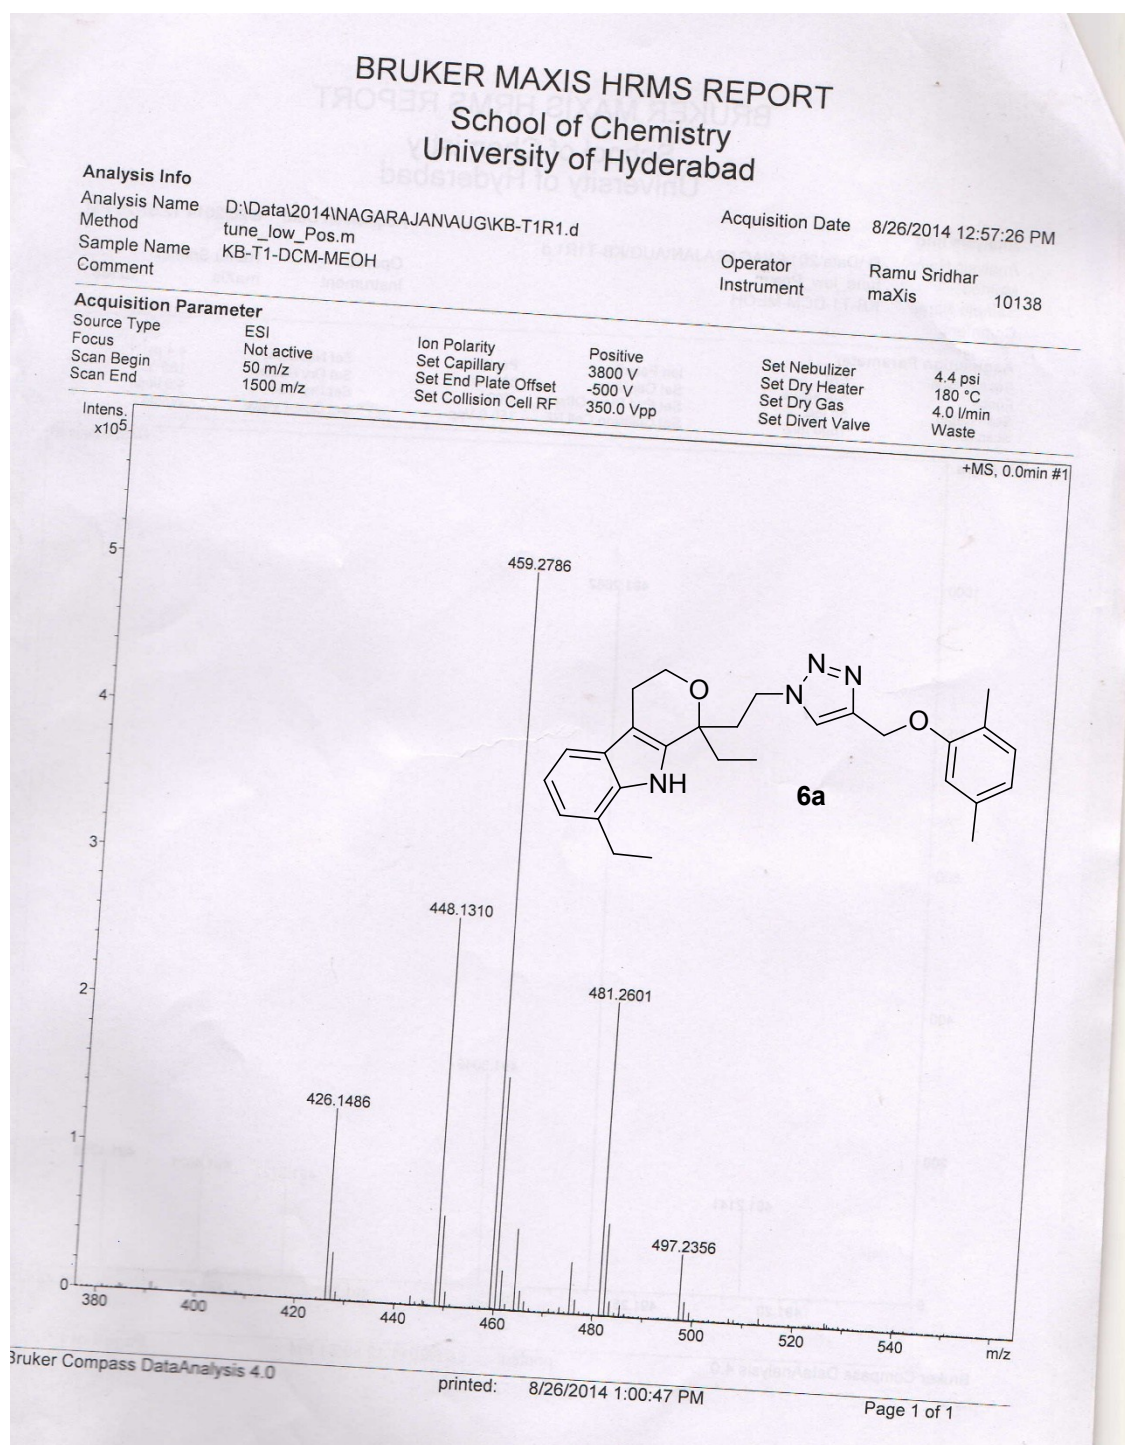 BRUKER MAXIS HRMS REPORT
School of Chemistry
University of Hyderabad
Analysis Info
Analysis Name D:\Data\2014\NAGARAJAN\AUG\KB-T1R1.d
Method tune_low_Pos.m
Sample Name KB-T1-DCM-MEOH
Comment
Acquisition Date 8/26/2014 12:57:26 PM
Operator Ramu Sridhar
Instrument maXis 10138
Acquisition Parameter
Source Type ESI Ion Polarity Positive Set Nebulizer 4.4 psi
Focus Not active Set Capillary 3800 V Set Dry Heater 180 °C
Scan Begin 50 m/z Set End Plate Offset -500 V Set Dry Gas 4.0 l/min
Scan End 1500 m/z Set Collision Cell RF 350.0 Vpp Set Divert Valve Waste
Intens.
x10⁵
+MS, 0.0min #1
5
459.2786
N=N
O N
4
O
NH
6a
3
448.1310
2
481.2601
426.1486
1
497.2356
0
380 400 420 440 460 480 500 520 540 m/z
Bruker Compass DataAnalysis 4.0 printed: 8/26/2014 1:00:47 PM Page 1 of 1